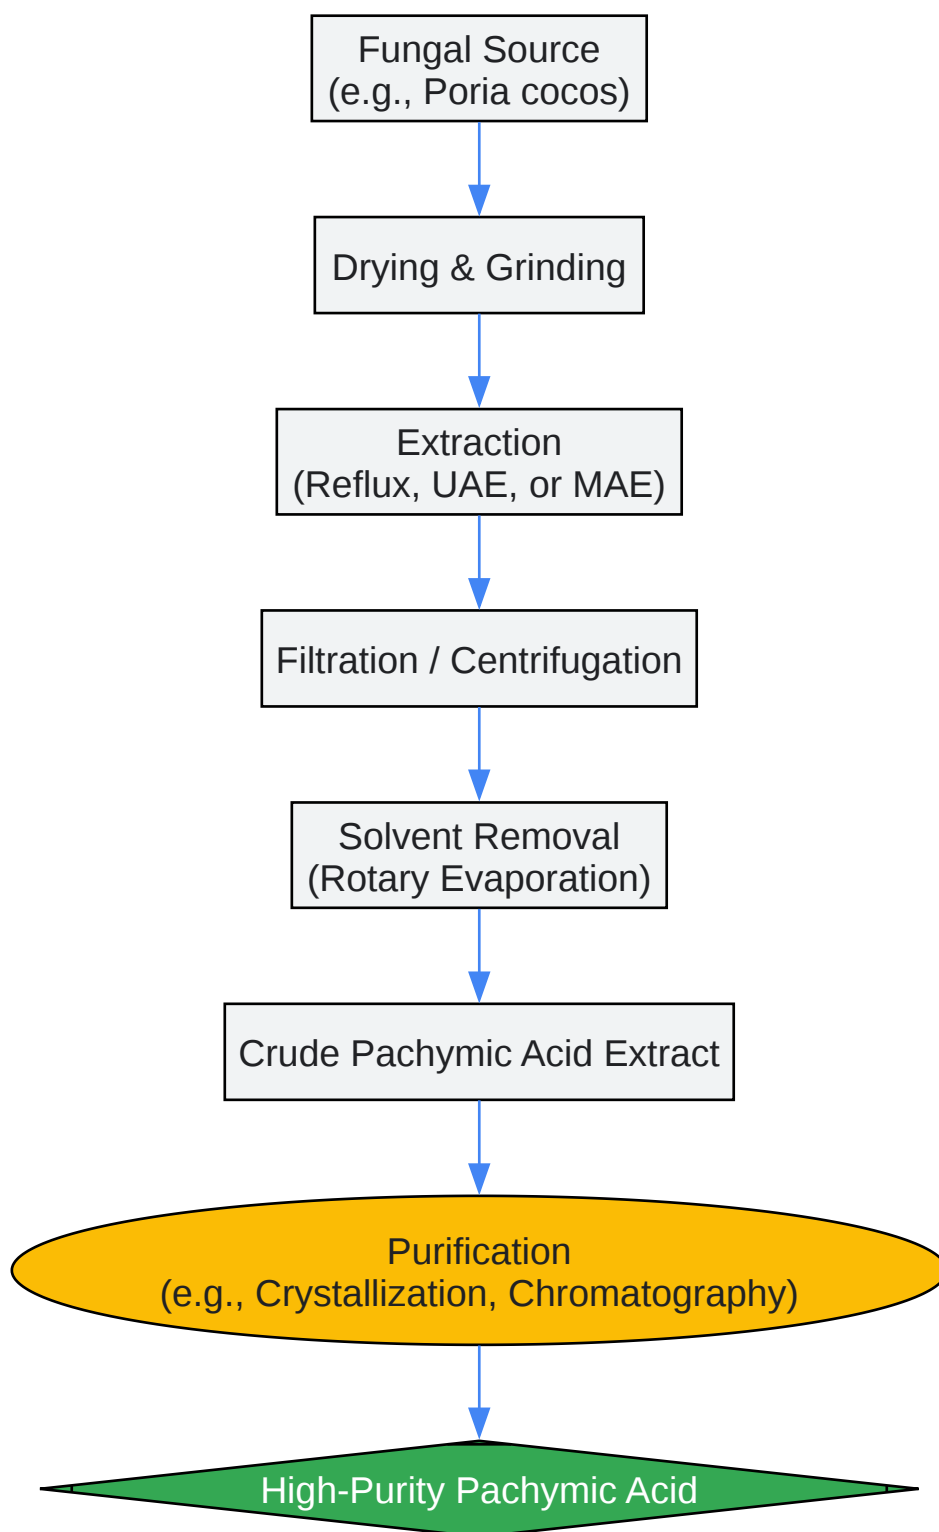 Fungal Source
(e.g., Poria cocos)
Drying & Grinding
Extraction
(Reflux, UAE, or MAE)
Filtration / Centrifugation
Solvent Removal
(Rotary Evaporation)
Crude Pachymic Acid Extract
Purification
(e.g., Crystallization, Chromatography)
High-Purity Pachymic Acid